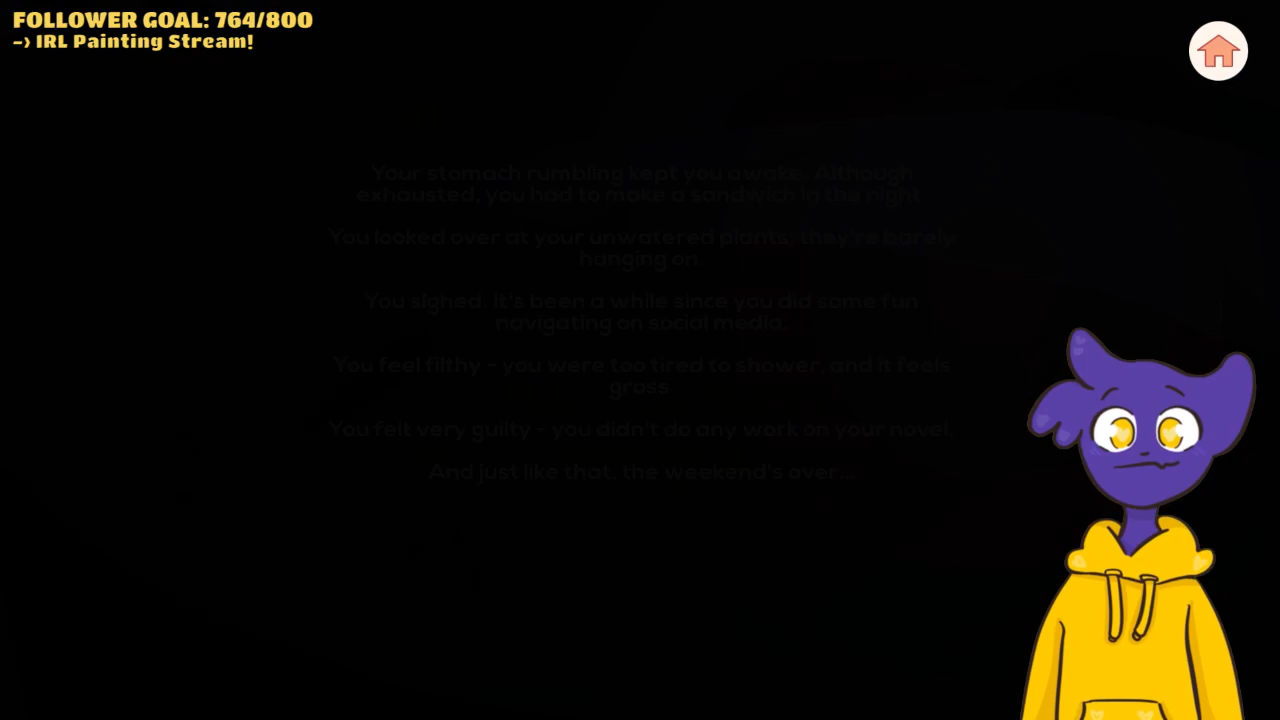 FOLLOWER GOAL: 764/800
-> IRL Painting Stream!
Your stomach rumbling kept you awake. Although
exhausted, you had to make a sandwich in the night
You looked over at your unwatered plants: they're barely
hanging on.
You sighed. It's been a while since you did some fun
navigating on social media.
You feel filthy - you were too tired to shower, and it feels
gross.
You felt very guilty - you didn't do any work on your novel.
And just like that, the weekend's over...